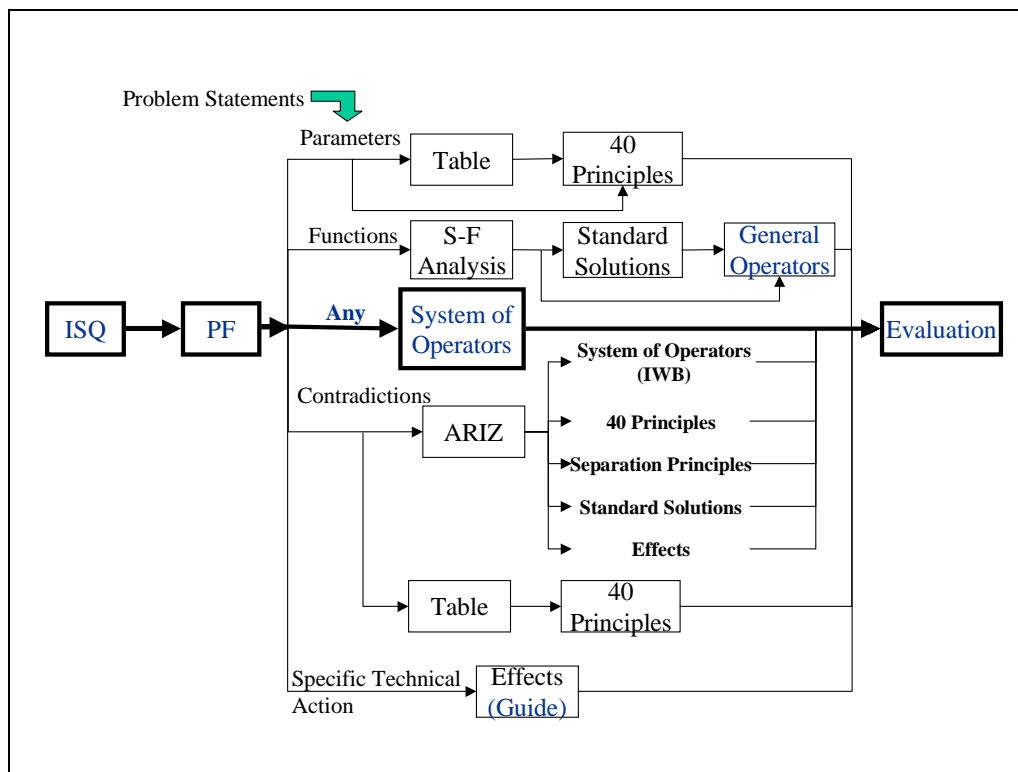 Problem Statements
Parameters
Table
40
Principles
Functions
S-F
Analysis
Standard
Solutions
General
Operators
ISQ
PF
Any
System of
Operators
Evaluation
System of Operators
(IWB)
Contradictions
ARIZ
40 Principles
Separation Principles
Standard Solutions
Effects
Table
40
Principles
Specific Technical
Action
Effects
(Guide)